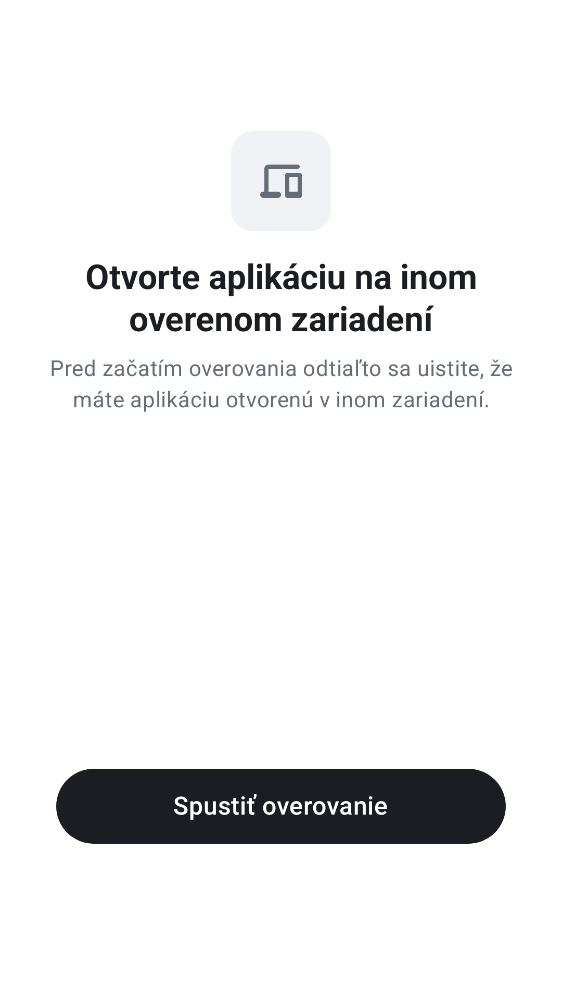 Otvorte aplikáciu na inom
overenom zariadení
Pred začatím overovania odtiaľto sa uistite, že
máte aplikáciu otvorenú v inom zariadení.
Spustiť overovanie